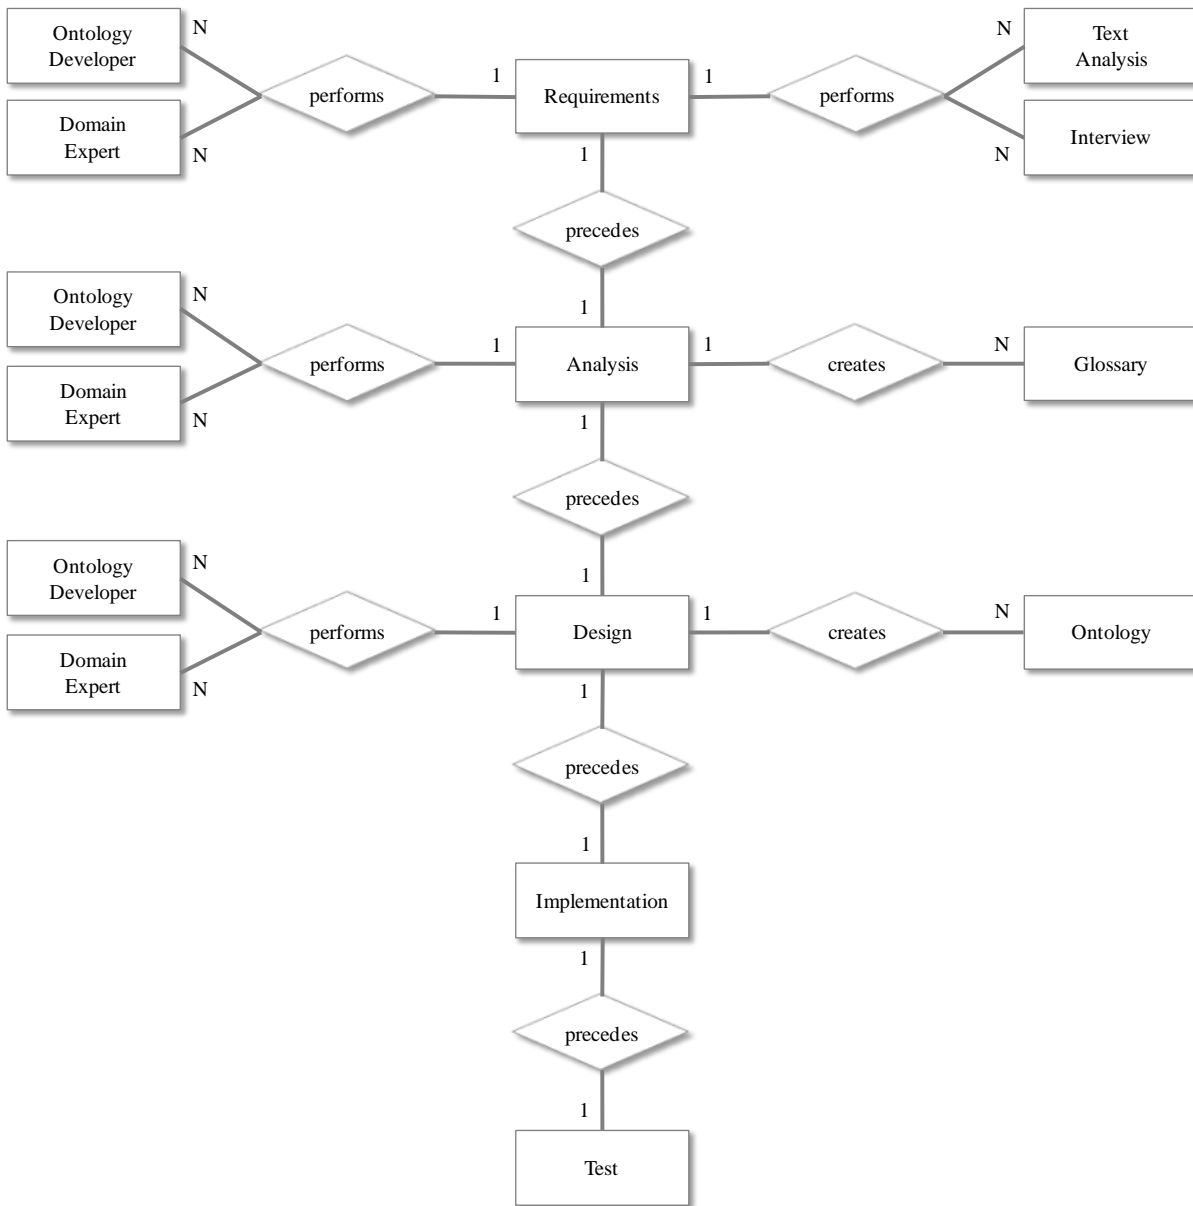 Ontology
Developer
N
Domain
Expert
N
performs
1
Requirements
1
performs
N
Text
Analysis
N
Interview
1
precedes
1
Ontology
Developer
N
Domain
Expert
N
performs
1
Analysis
1
creates
N
Glossary
1
precedes
1
Ontology
Developer
N
Domain
Expert
N
performs
1
Design
1
creates
N
Ontology
1
precedes
1
Implementation
1
precedes
1
Test